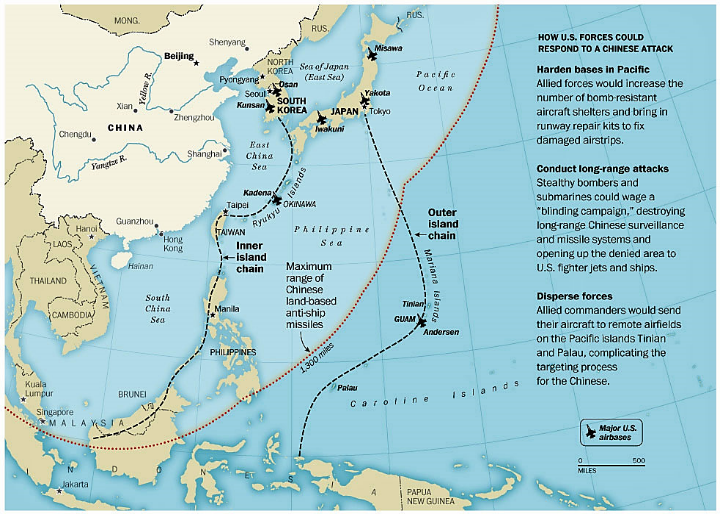 MONG.
RUS.
RUS.
Shenyang
Beijing
Misawa
NORTH
KOREA
Sea of Japan
(East Sea)
Pyongyang
Osan
Seoul
SOUTH
KOREA
Kunsan
Yellow R.
Pacific
Ocean
Yakota
JAPAN
Tokyo
Iwakuni
Xian
Zhengzhou
CHINA
Chengdu
Yangtze R.
Shanghai
East
China
Sea
Kadena
OKINAWA
Ryukyu Islands
Taipei
TAIWAN
Guangzhou
Hong
Kong
Hainan
Hanoi
LAOS
VIETNAM
THAILAND
CAMBODIA
Philippine
Sea
Inner
island
chain
Outer
island
chain
Mariana Islands
Maximum
range of
Chinese
land-based
anti-ship
missiles
1,300 miles
South
China
Sea
Manila
PHILIPPINES
Tinian
GUAM
Andersen
Palau
Caroline Islands
Kuala
Lumpur
BRUNEI
Singapore
MALAYSIA
INDONESIA
Jakarta
PAPUA
NEW GUINEA
HOW U.S. FORCES COULD
RESPOND TO A CHINESE ATTACK
Harden bases in Pacific
Allied forces would increase the
number of bomb-resistant
aircraft shelters and bring in
runway repair kits to fix
damaged airstrips.
Conduct long-range attacks
Stealthy bombers and
submarines could wage a
“blinding campaign,” destroying
long-range Chinese surveillance
and missile systems and
opening up the denied area to
U.S. fighter jets and ships.
Disperse forces
Allied commanders would send
their aircraft to remote airfields
on the Pacific islands Tinian
and Palau, complicating the
targeting process
for the Chinese.
Major U.S.
airbases
0 500
MILES